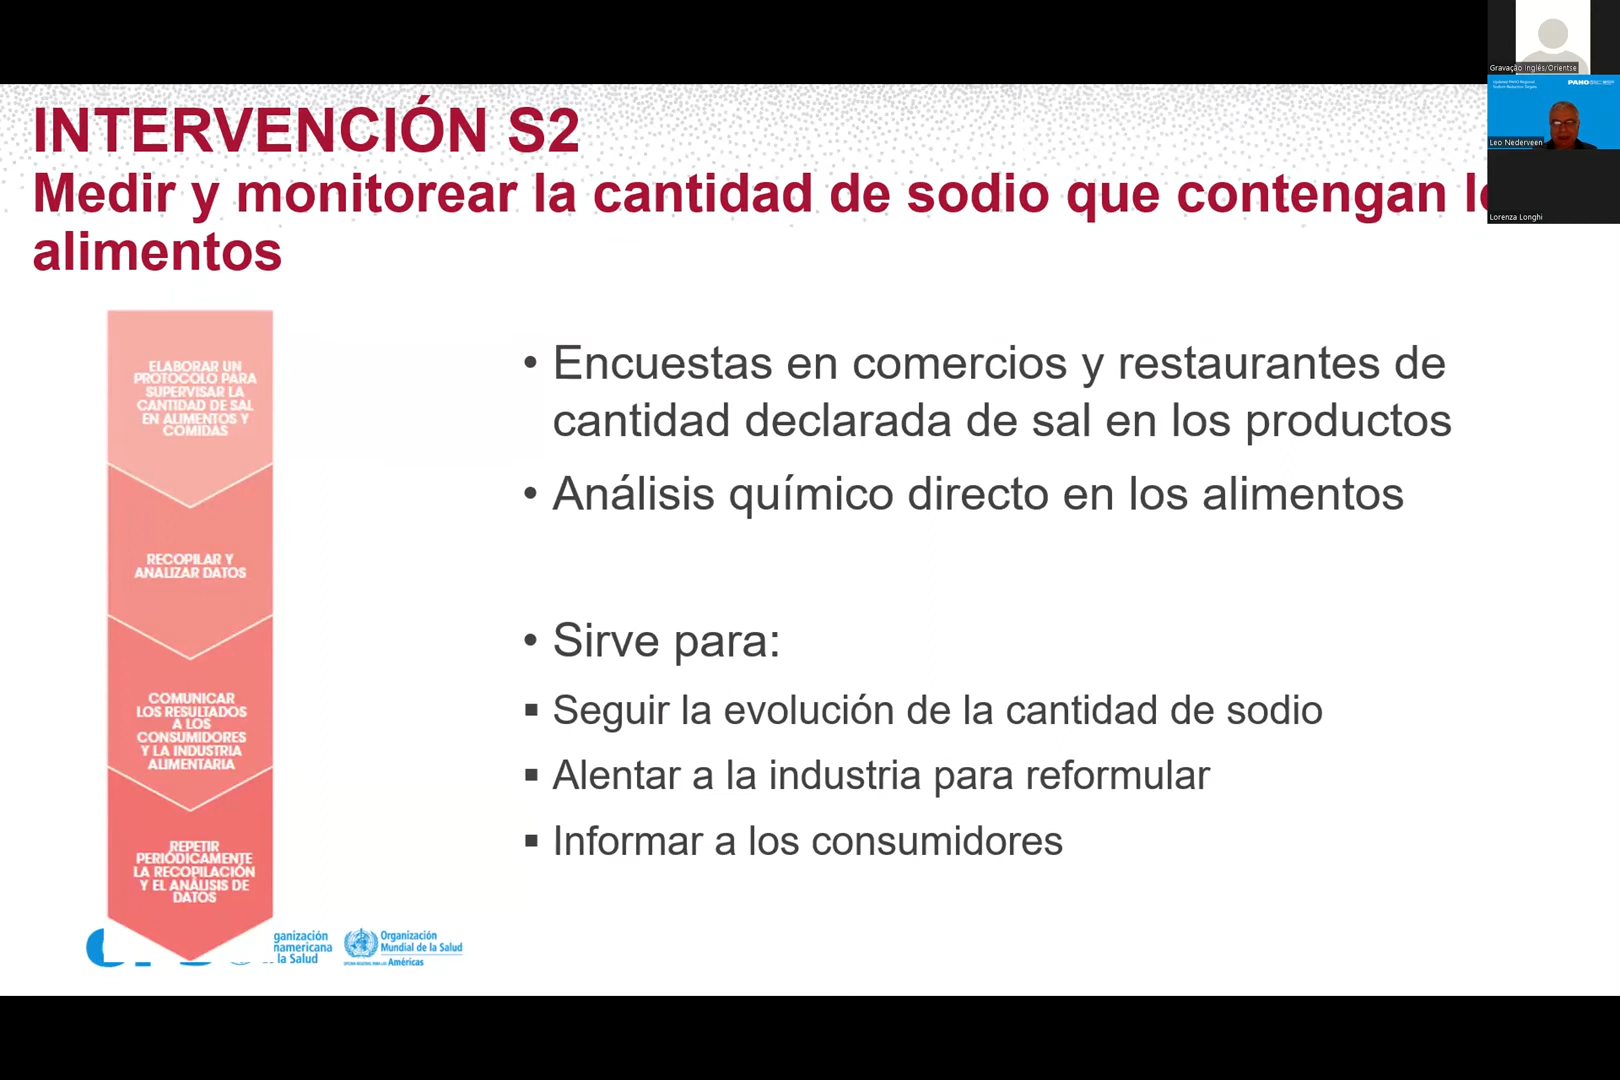 INTERVENCIÓN S2
Medir y monitorear la cantidad de sodio que contengan
alimentos
ELABORAR UN
PROTOCOLO PARA
SUPERVISAR LA
CANTIDAD DE SAL
EN ALIMENTOS Y
COMIDAS
RECOPILAR Y
ANALIZAR DATOS
COMUNICAR
LOS RESULTADOS
A LOS
CONSUMIDORES
Y LA INDUSTRIA
ALIMENTARIA
REPETIR
PERIÓDICAMENTE
LA RECOPILACIÓN
Y EL ANÁLISIS DE
DATOS
• Encuestas en comercios y restaurantes de
cantidad declarada de sal en los productos
• Análisis químico directo en los alimentos
• Sirve para:
▪ Seguir la evolución de la cantidad de sodio
▪ Alentar a la industria para reformular
▪ Informar a los consumidores
ganización
namericana
la Salud
Organización
Mundial de la Salud
Américas
Gravação Inglês/Orientse
PAHO
Leo Nederveen
Lorenza Longhi